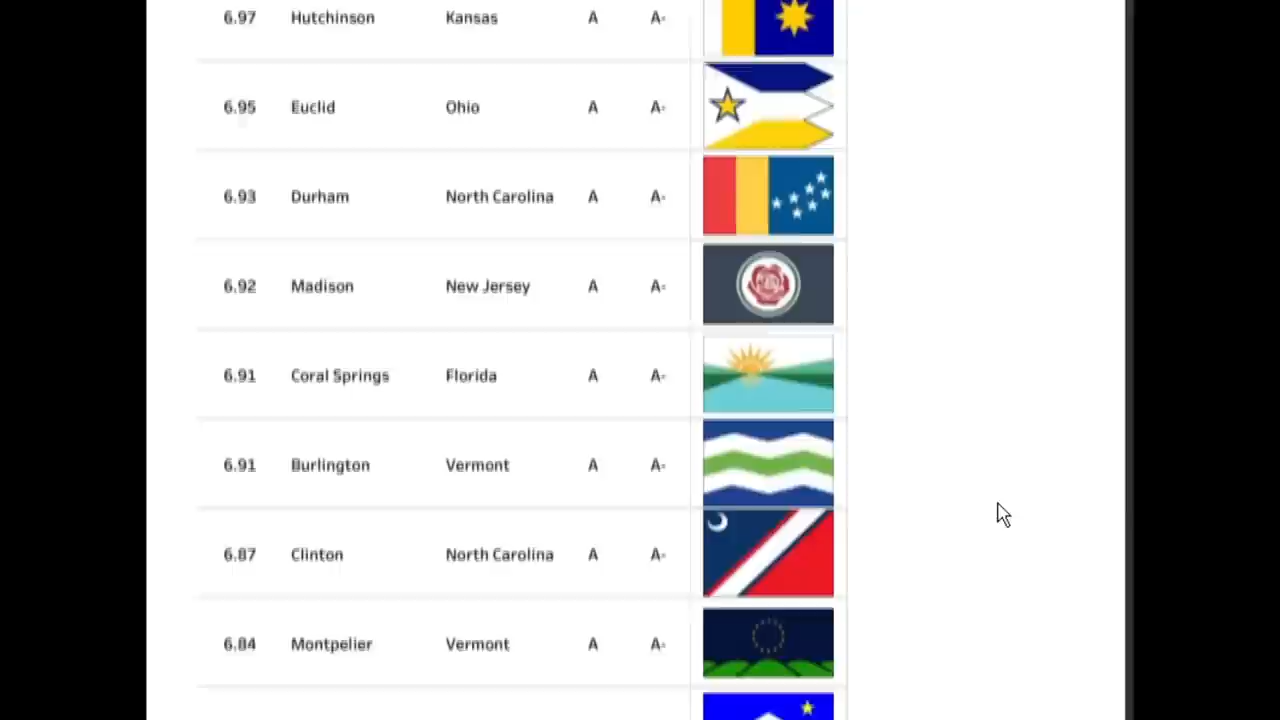 6.97 Hutchinson Kansas A A-
6.95 Euclid Ohio A A-
6.93 Durham North Carolina A A-
6.92 Madison New Jersey A A-
6.91 Coral Springs Florida A A-
6.91 Burlington Vermont A A-
6.87 Clinton North Carolina A A-
6.84 Montpelier Vermont A A-